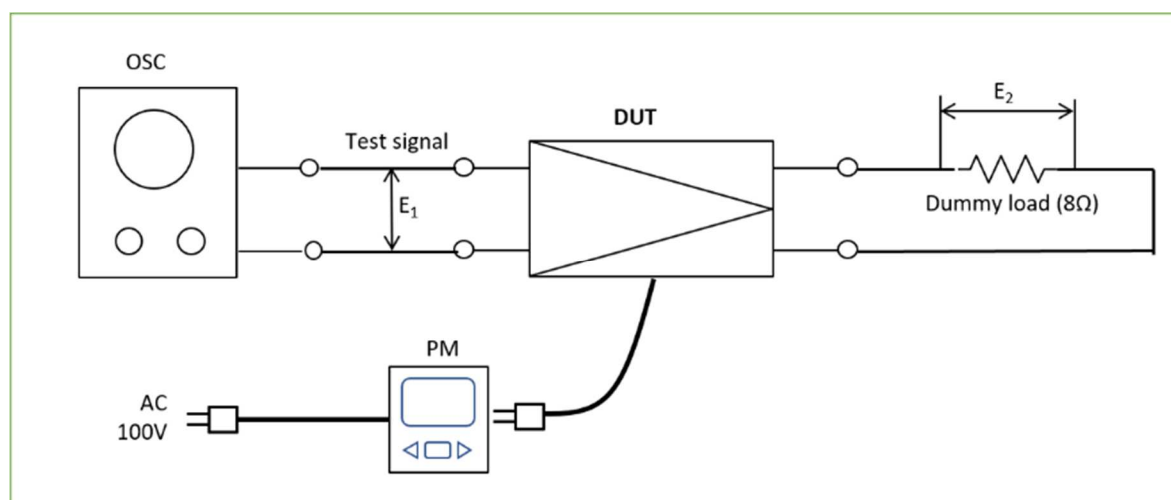 OSC
Test signal
E₁
DUT
E₂
Dummy load (8Ω)
PM
AC
100V